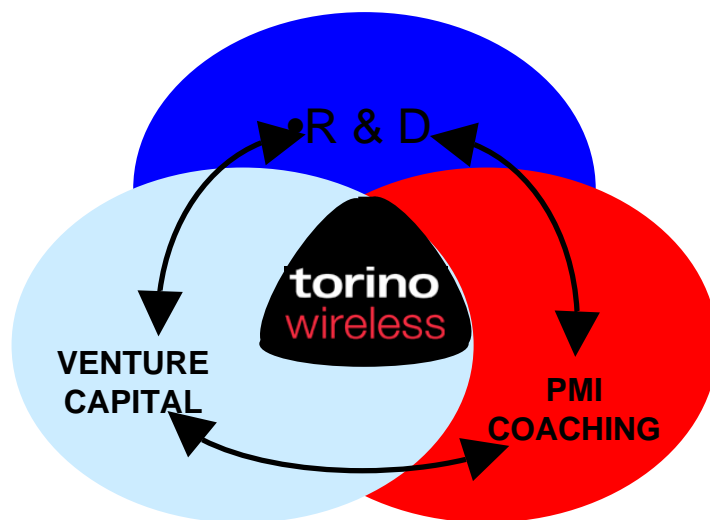 •R & D
torino
wireless
VENTURE
CAPITAL
PMI
COACHING